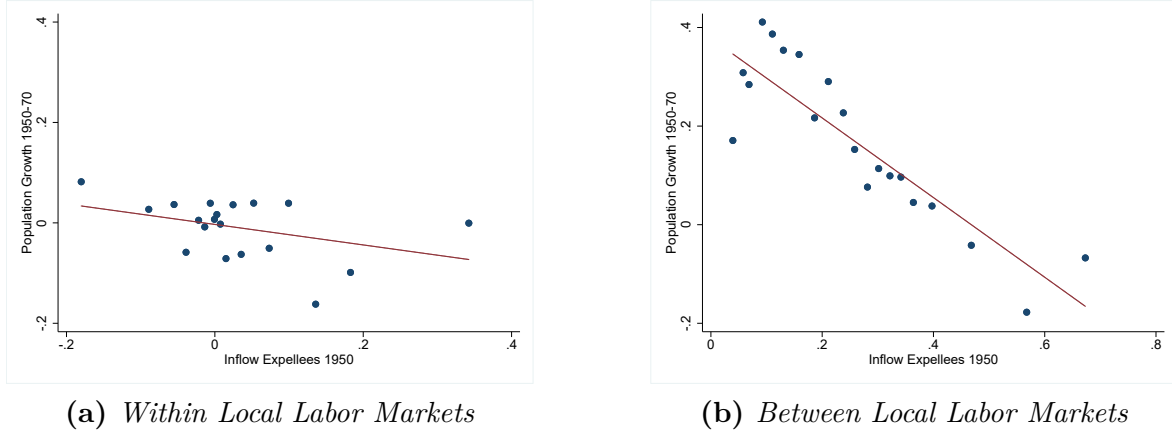 Population Growth 1950-70
.4
.2
0
-.2
-.2 0 .2 .4
Inflow Expellees 1950
(a) Within Local Labor Markets
Population Growth 1950-70
.4
.2
0
-.2
0 .2 .4 .6 .8
Inflow Expellees 1950
(b) Between Local Labor Markets